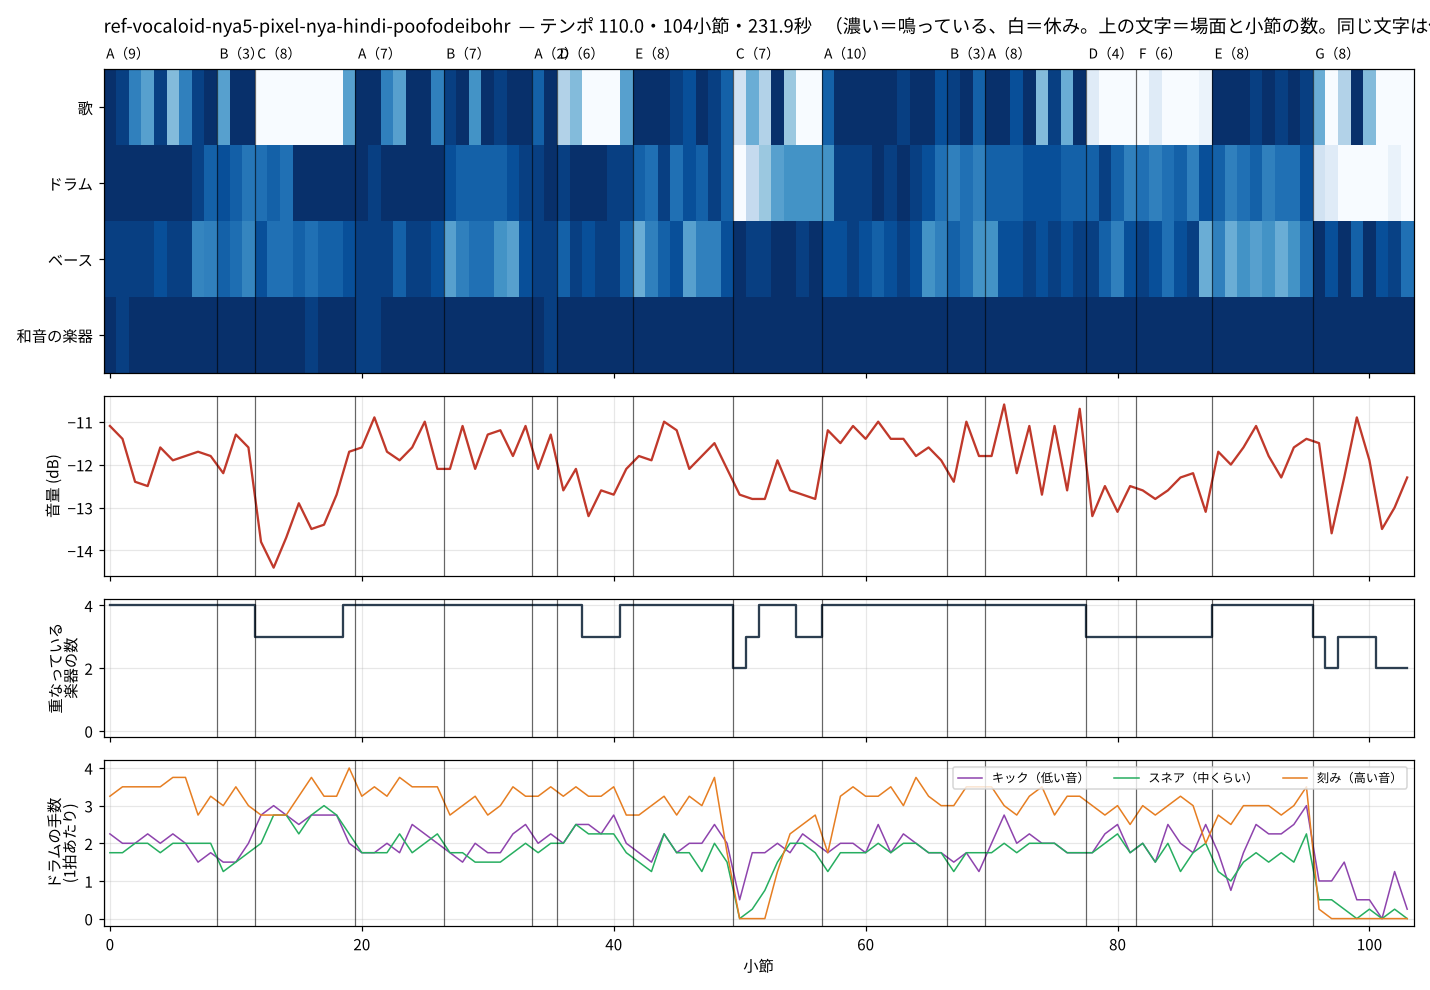 ref-vocaloid-nya5-pixel-nya-hindi-poofodeibohr — テンポ 110.0・104小節・231.9秒 （濃い＝鳴っている、白＝休み。上の文字＝場面と小節の数。同じ文字は
A（9） B（3） C（8） A（7） B（7） A（2） D（6） E（8） C（7） A（10） B（3） A（8） D（4） F（6） E（8） G（8）
歌
ドラム
ベース
和音の楽器
音量 (dB)
−11
−12
−13
−14
重なっている
楽器の数
4
2
0
ドラムの手数
(1拍あたり)
4
3
2
1
0
キック（低い音） スネア（中くらい） 刻み（高い音）
0 20 40 60 80 100
小節